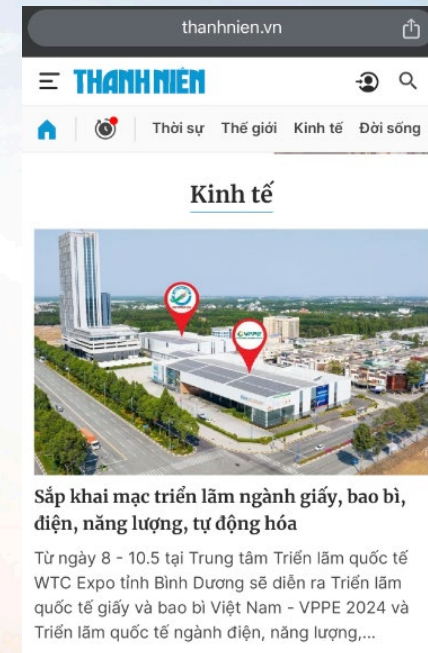 thanhnien.vn
THANH NIÊN
Thời sự Thế giới Kinh tế Đời sống
Kinh tế
VPPE
Sắp khai mạc triển lãm ngành giấy, bao bì,
điện, năng lượng, tự động hóa
Từ ngày 8 - 10.5 tại Trung tâm Triển lãm quốc tế
WTC Expo tỉnh Bình Dương sẽ diễn ra Triển lãm
quốc tế giấy và bao bì Việt Nam - VPPE 2024 và
Triển lãm quốc tế ngành điện, năng lượng,...